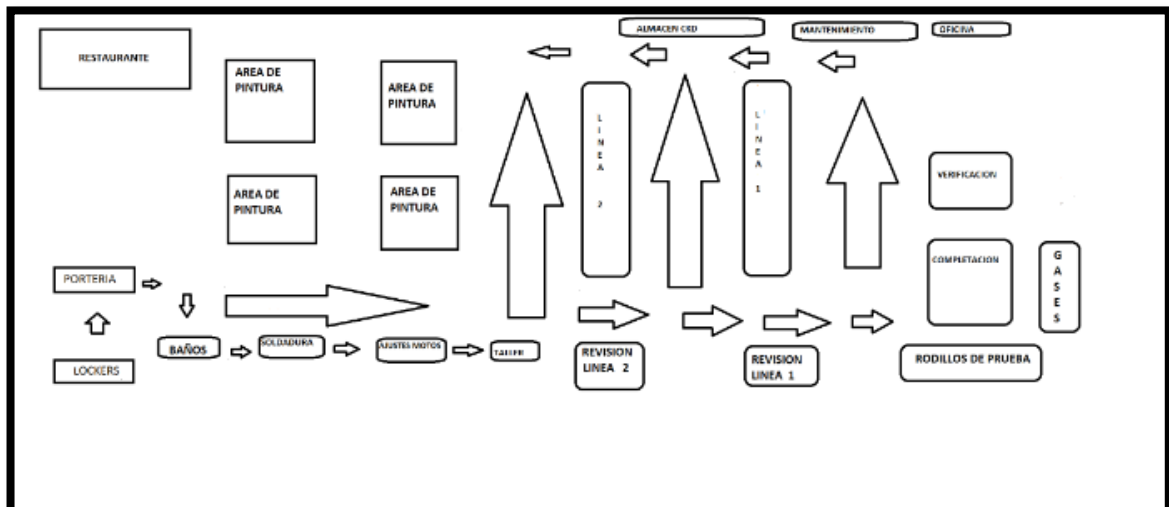 ALMACEN CKD
MANTENIMIENTO
OFICINA
RESTAURANTE
AREA DE
PINTURA
AREA DE
PINTURA
L
I
N
E
A
2
L
I
N
E
A
1
VERIFICACION
AREA DE
PINTURA
AREA DE
PINTURA
PORTERIA
COMPLETACION
G
A
S
E
S
BAÑOS
SOLDADURA
AJUSTES MOTOS
TALLER
REVISION
LINEA 2
REVISION
LINEA 1
RODILLOS DE PRUEBA
LOCKERS